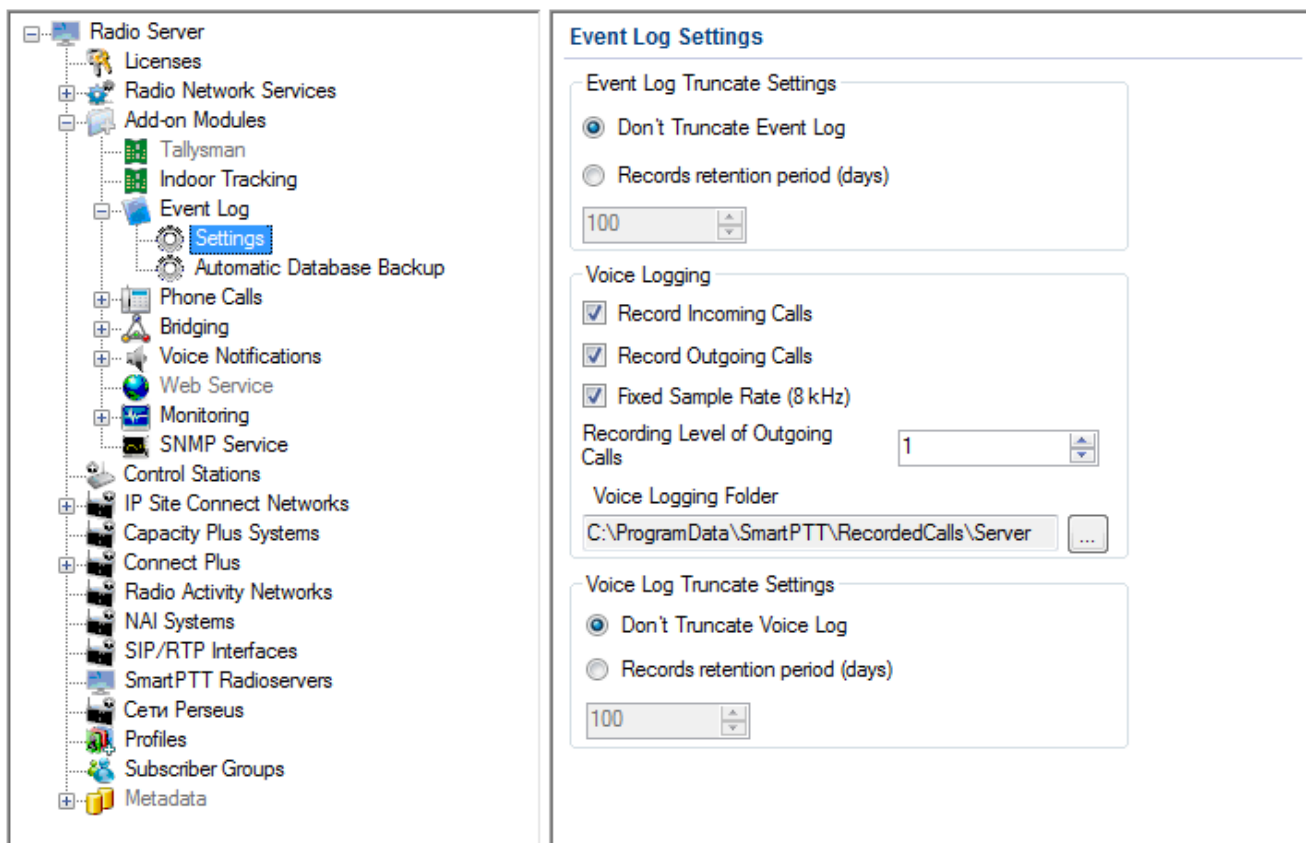 Radio Server
Licenses
Radio Network Services
Add-on Modules
Tallysman
Indoor Tracking
Event Log
Settings
Automatic Database Backup
Phone Calls
Bridging
Voice Notifications
Web Service
Monitoring
SNMP Service
Control Stations
IP Site Connect Networks
Capacity Plus Systems
Connect Plus
Radio Activity Networks
NAI Systems
SIP/RTP Interfaces
SmartPTT Radioservers
Сети Perseus
Profiles
Subscriber Groups
Metadata
Event Log Settings
Event Log Truncate Settings
Don't Truncate Event Log
Records retention period (days)
100
Voice Logging
Record Incoming Calls
Record Outgoing Calls
Fixed Sample Rate (8 kHz)
Recording Level of Outgoing
Calls
1
Voice Logging Folder
C:\ProgramData\SmartPTT\RecordedCalls\Server
...
Voice Log Truncate Settings
Don't Truncate Voice Log
Records retention period (days)
100